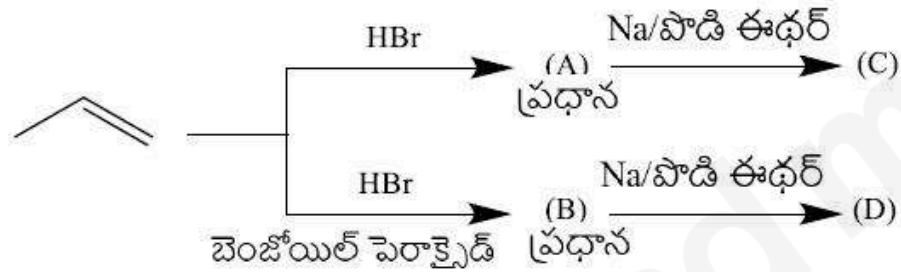 HBr
Na/పొడి ఈథర్
(A)
(C)
ప్రధాన
HBr
Na/పొడి ఈథర్
(B)
(D)
బెంజోయిల్ పెరాక్సైడ్
ప్రధాన